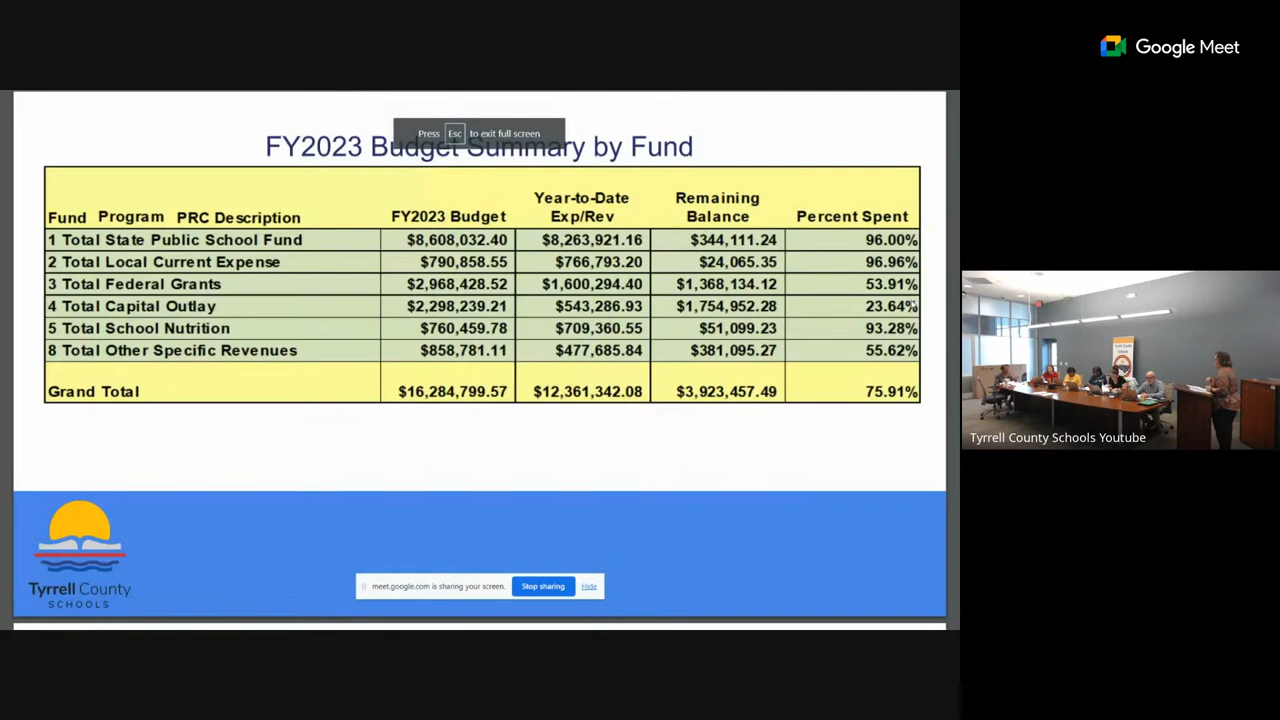 Google Meet
Press Esc to exit full screen
FY2023 Budget Summary by Fund
Fund Program PRC Description FY2023 Budget Year-to-Date Exp/Rev Remaining Balance Percent Spent
1 Total State Public School Fund $8,608,032.40 $8,263,921.16 $344,111.24 96.00%
2 Total Local Current Expense $790,858.55 $766,793.20 $24,065.35 96.96%
3 Total Federal Grants $2,968,428.52 $1,600,294.40 $1,368,134.12 53.91%
4 Total Capital Outlay $2,298,239.21 $543,286.93 $1,754,952.28 23.64%
5 Total School Nutrition $760,459.78 $709,360.55 $51,099.23 93.28%
8 Total Other Specific Revenues $858,781.11 $477,685.84 $381,095.27 55.62%
Grand Total $16,284,799.57 $12,361,342.08 $3,923,457.49 75.91%
Tyrrell County Schools Youtube
Tyrrell County
SCHOOLS
meet.google.com is sharing your screen. Stop sharing Hide